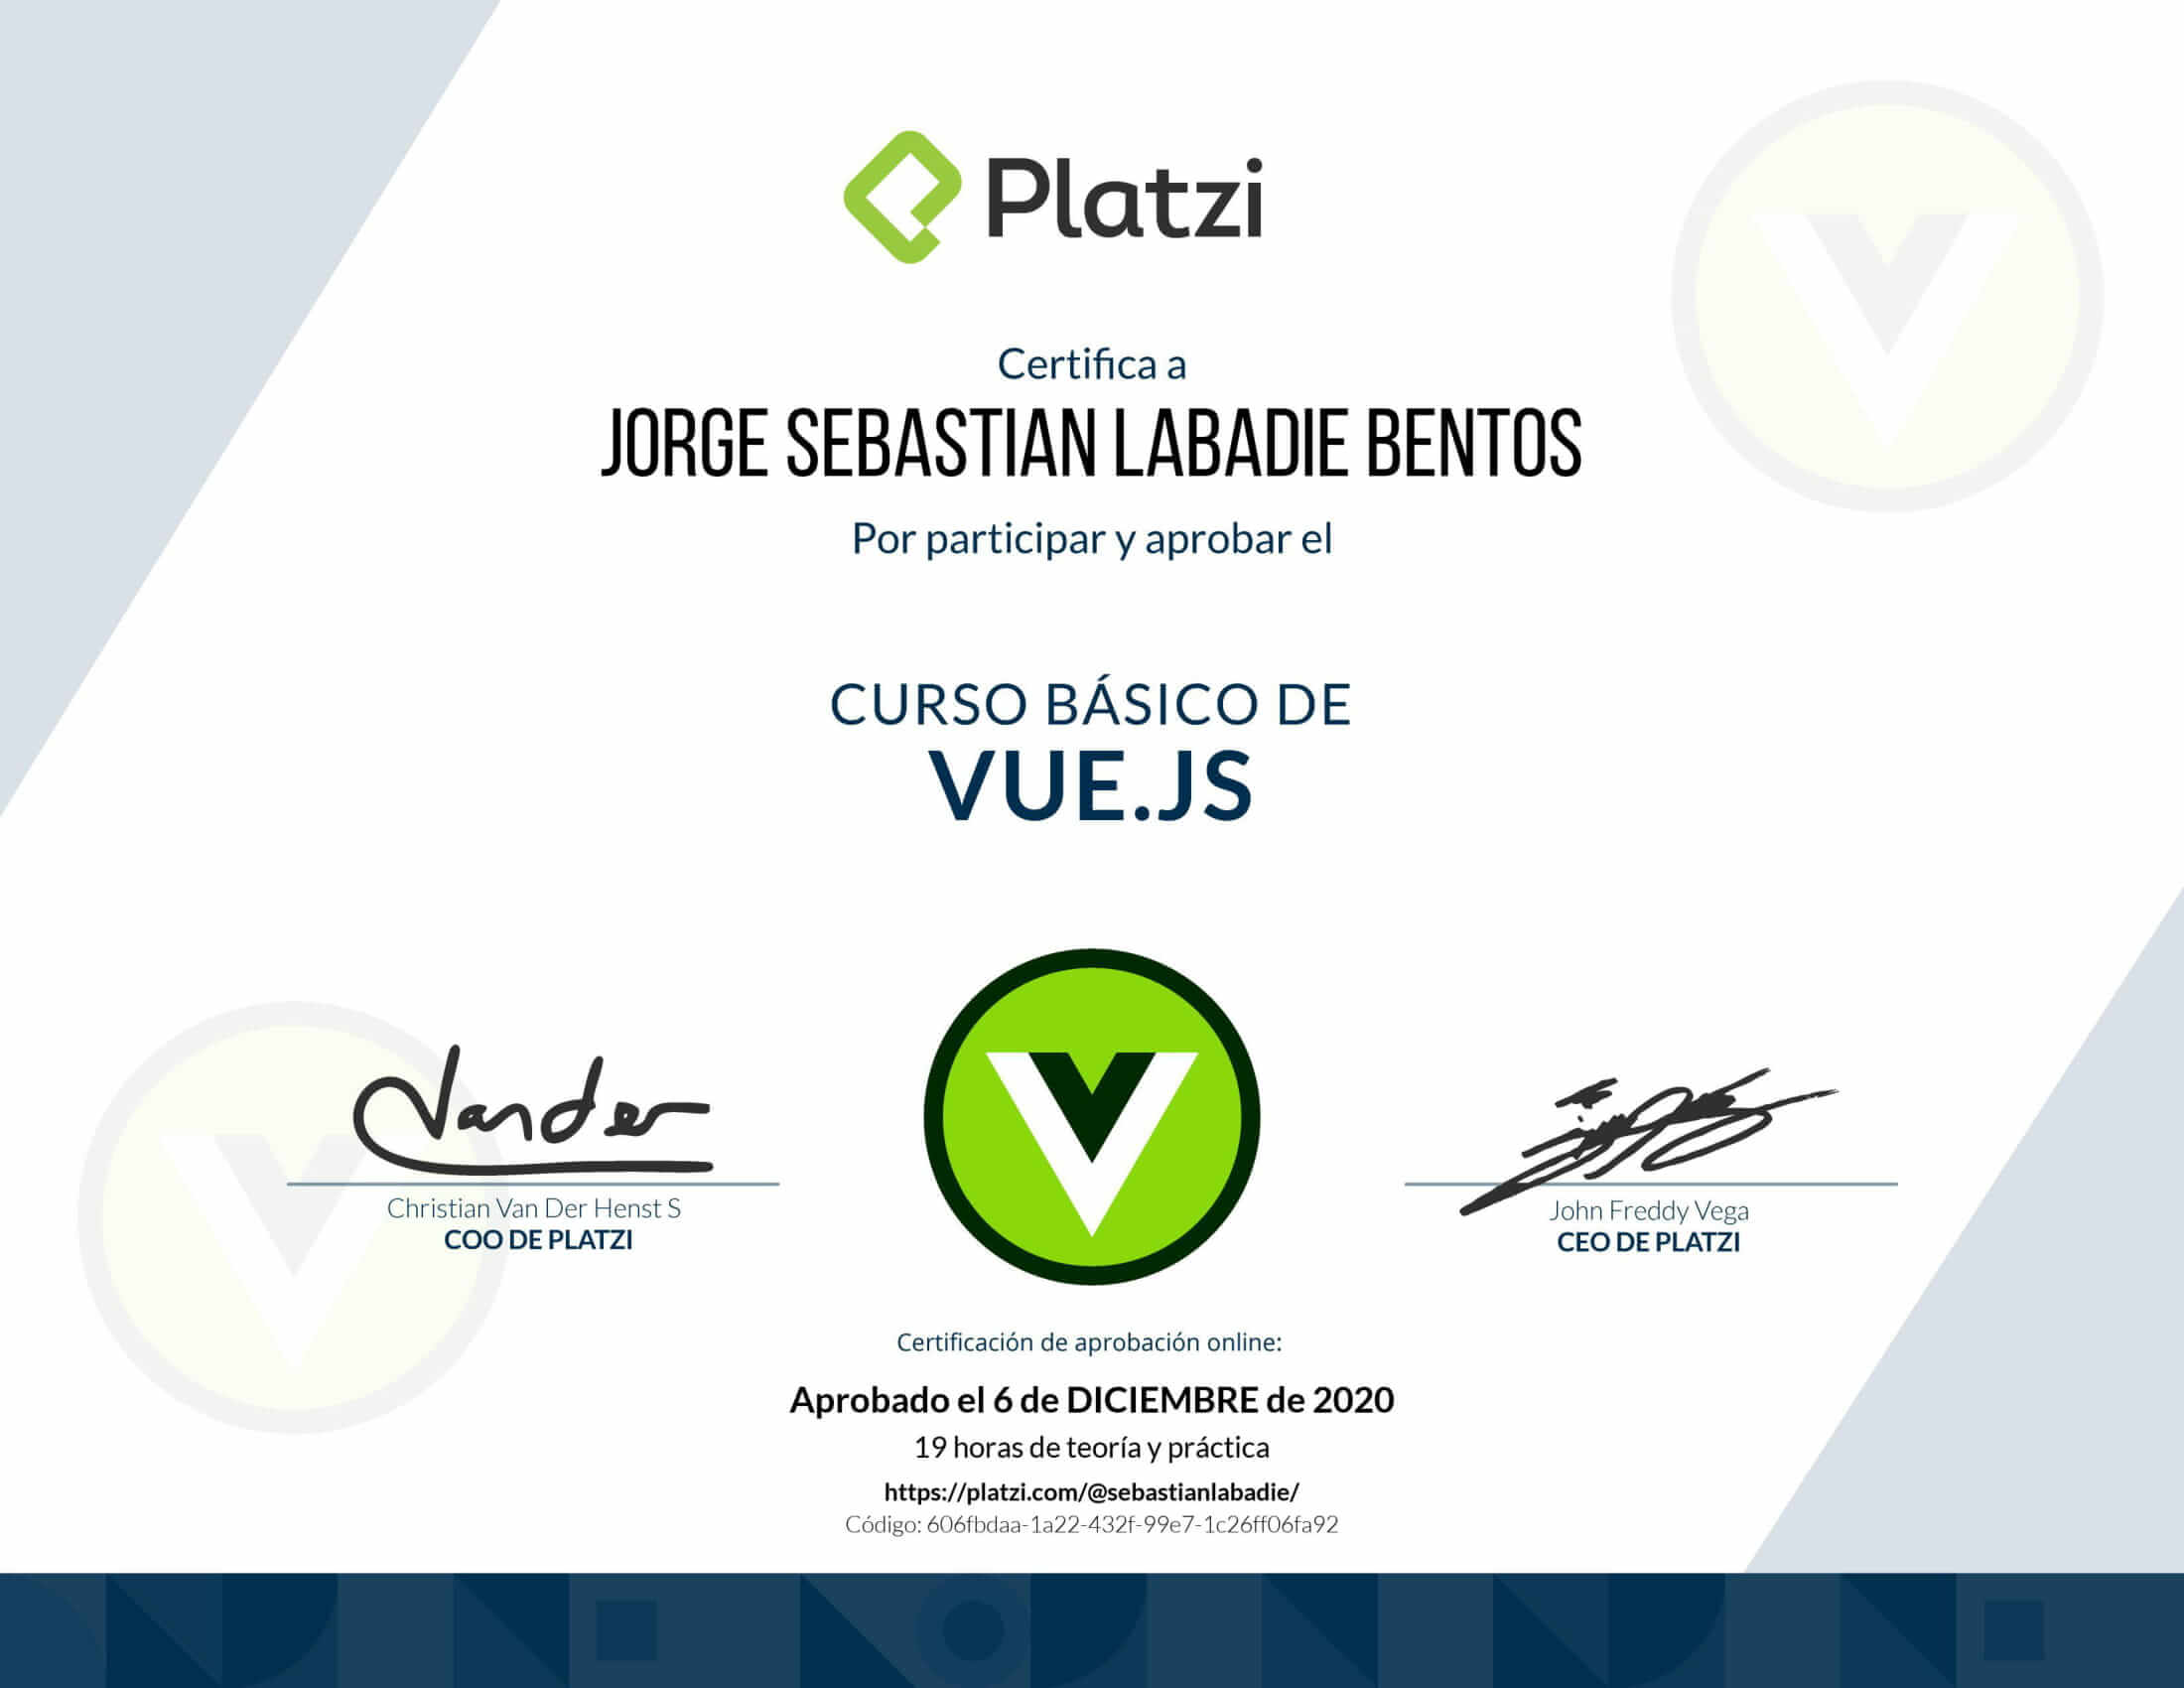 Platzi
Certifica a
JORGE SEBASTIAN LABADIE BENTOS
Por participar y aprobar el
CURSO BÁSICO DE
VUE.JS
Vander
Christian Van Der Henst S
COO DE PLATZI
John Freddy Vega
CEO DE PLATZI
Certificación de aprobación online:
Aprobado el 6 de DICIEMBRE de 2020
19 horas de teoría y práctica
https://platzi.com/@sebastianlabadie/
Código: 606fbdaa-1a22-432f-99e7-1c26ff06fa92